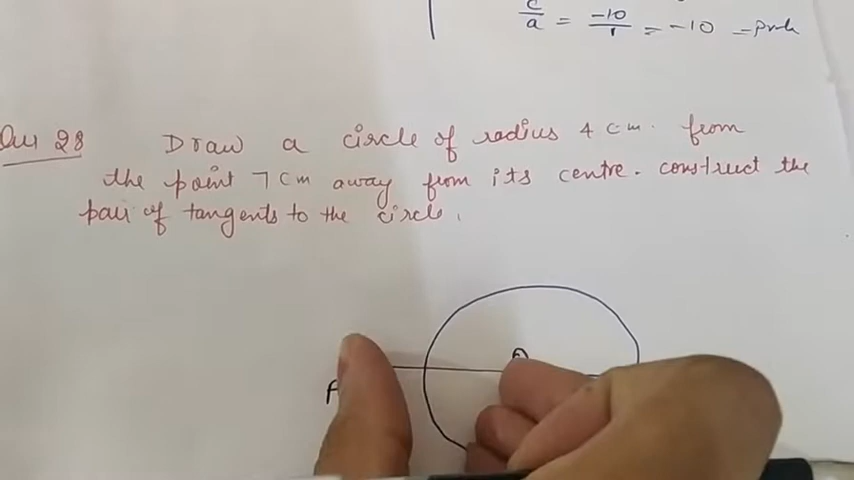 c/a = -10/1 = -10 - Prod
Que 28 Draw a circle of radius 4 cm. from
the point 7 cm away from its centre. construct the
pair of tangents to the circle.
O